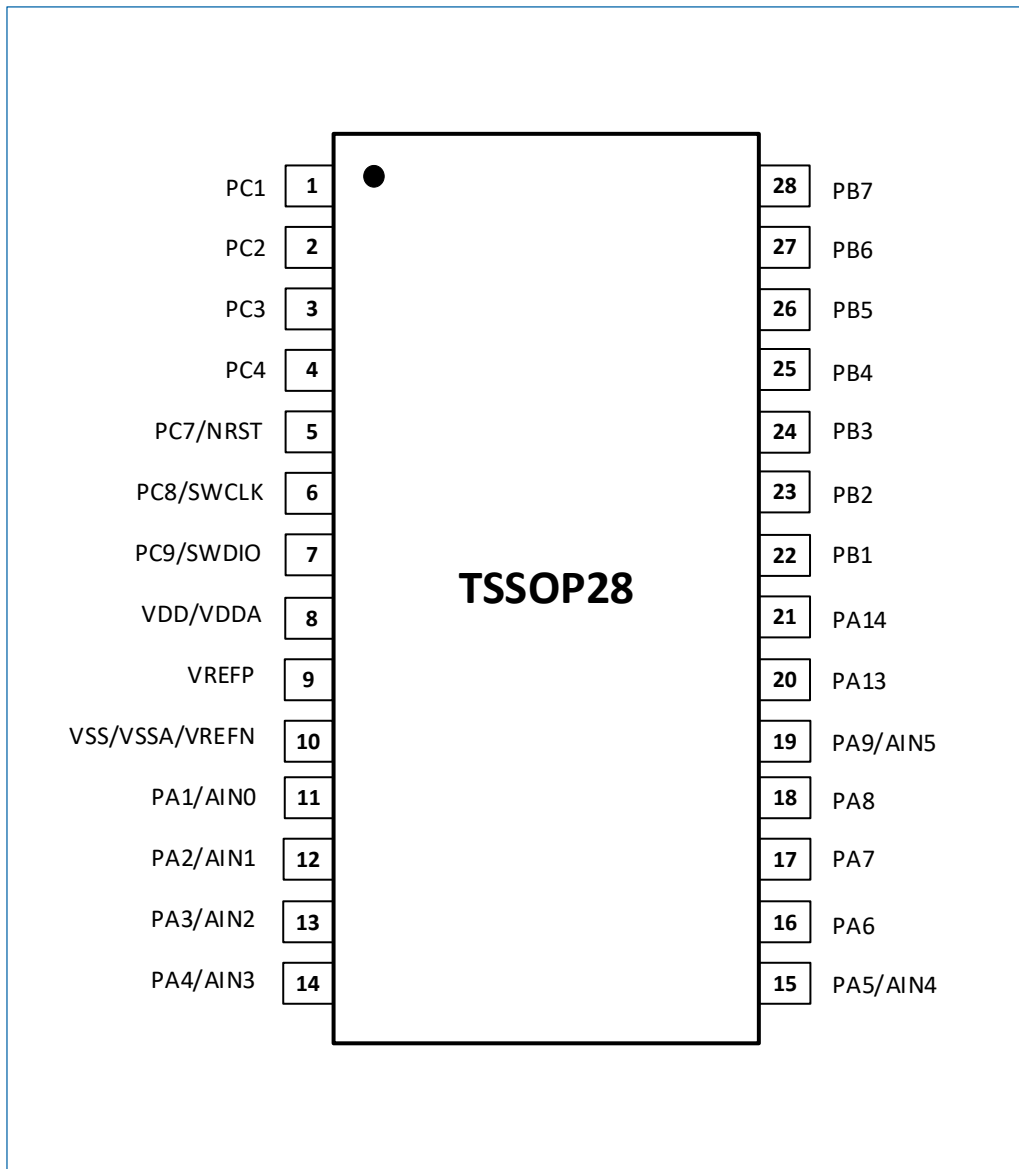 PC1 1 28 PB7
PC2 2 27 PB6
PC3 3 26 PB5
PC4 4 25 PB4
PC7/NRST 5 24 PB3
PC8/SWCLK 6 23 PB2
PC9/SWDIO 7 22 PB1
TSSOP28
VDD/VDDA 8 21 PA14
VREFP 9 20 PA13
VSS/VSSA/VREFN 10 19 PA9/AIN5
PA1/AIN0 11 18 PA8
PA2/AIN1 12 17 PA7
PA3/AIN2 13 16 PA6
PA4/AIN3 14 15 PA5/AIN4